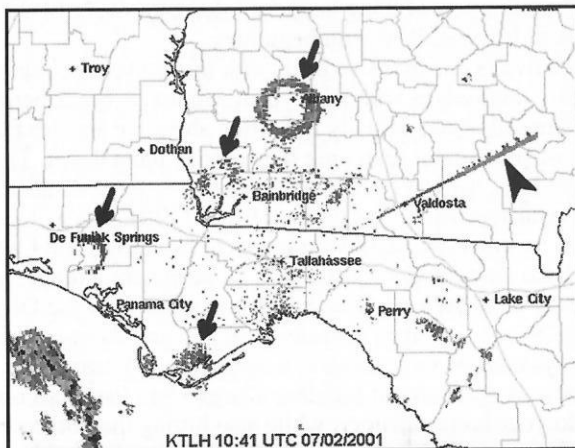 Troy
Albany
Dothan
Bainbridge
Valdosta
De Funiak Springs
Tallahassee
Panama City
Perry
Lake City
KTLH 10:41 UTC 07/02/2001